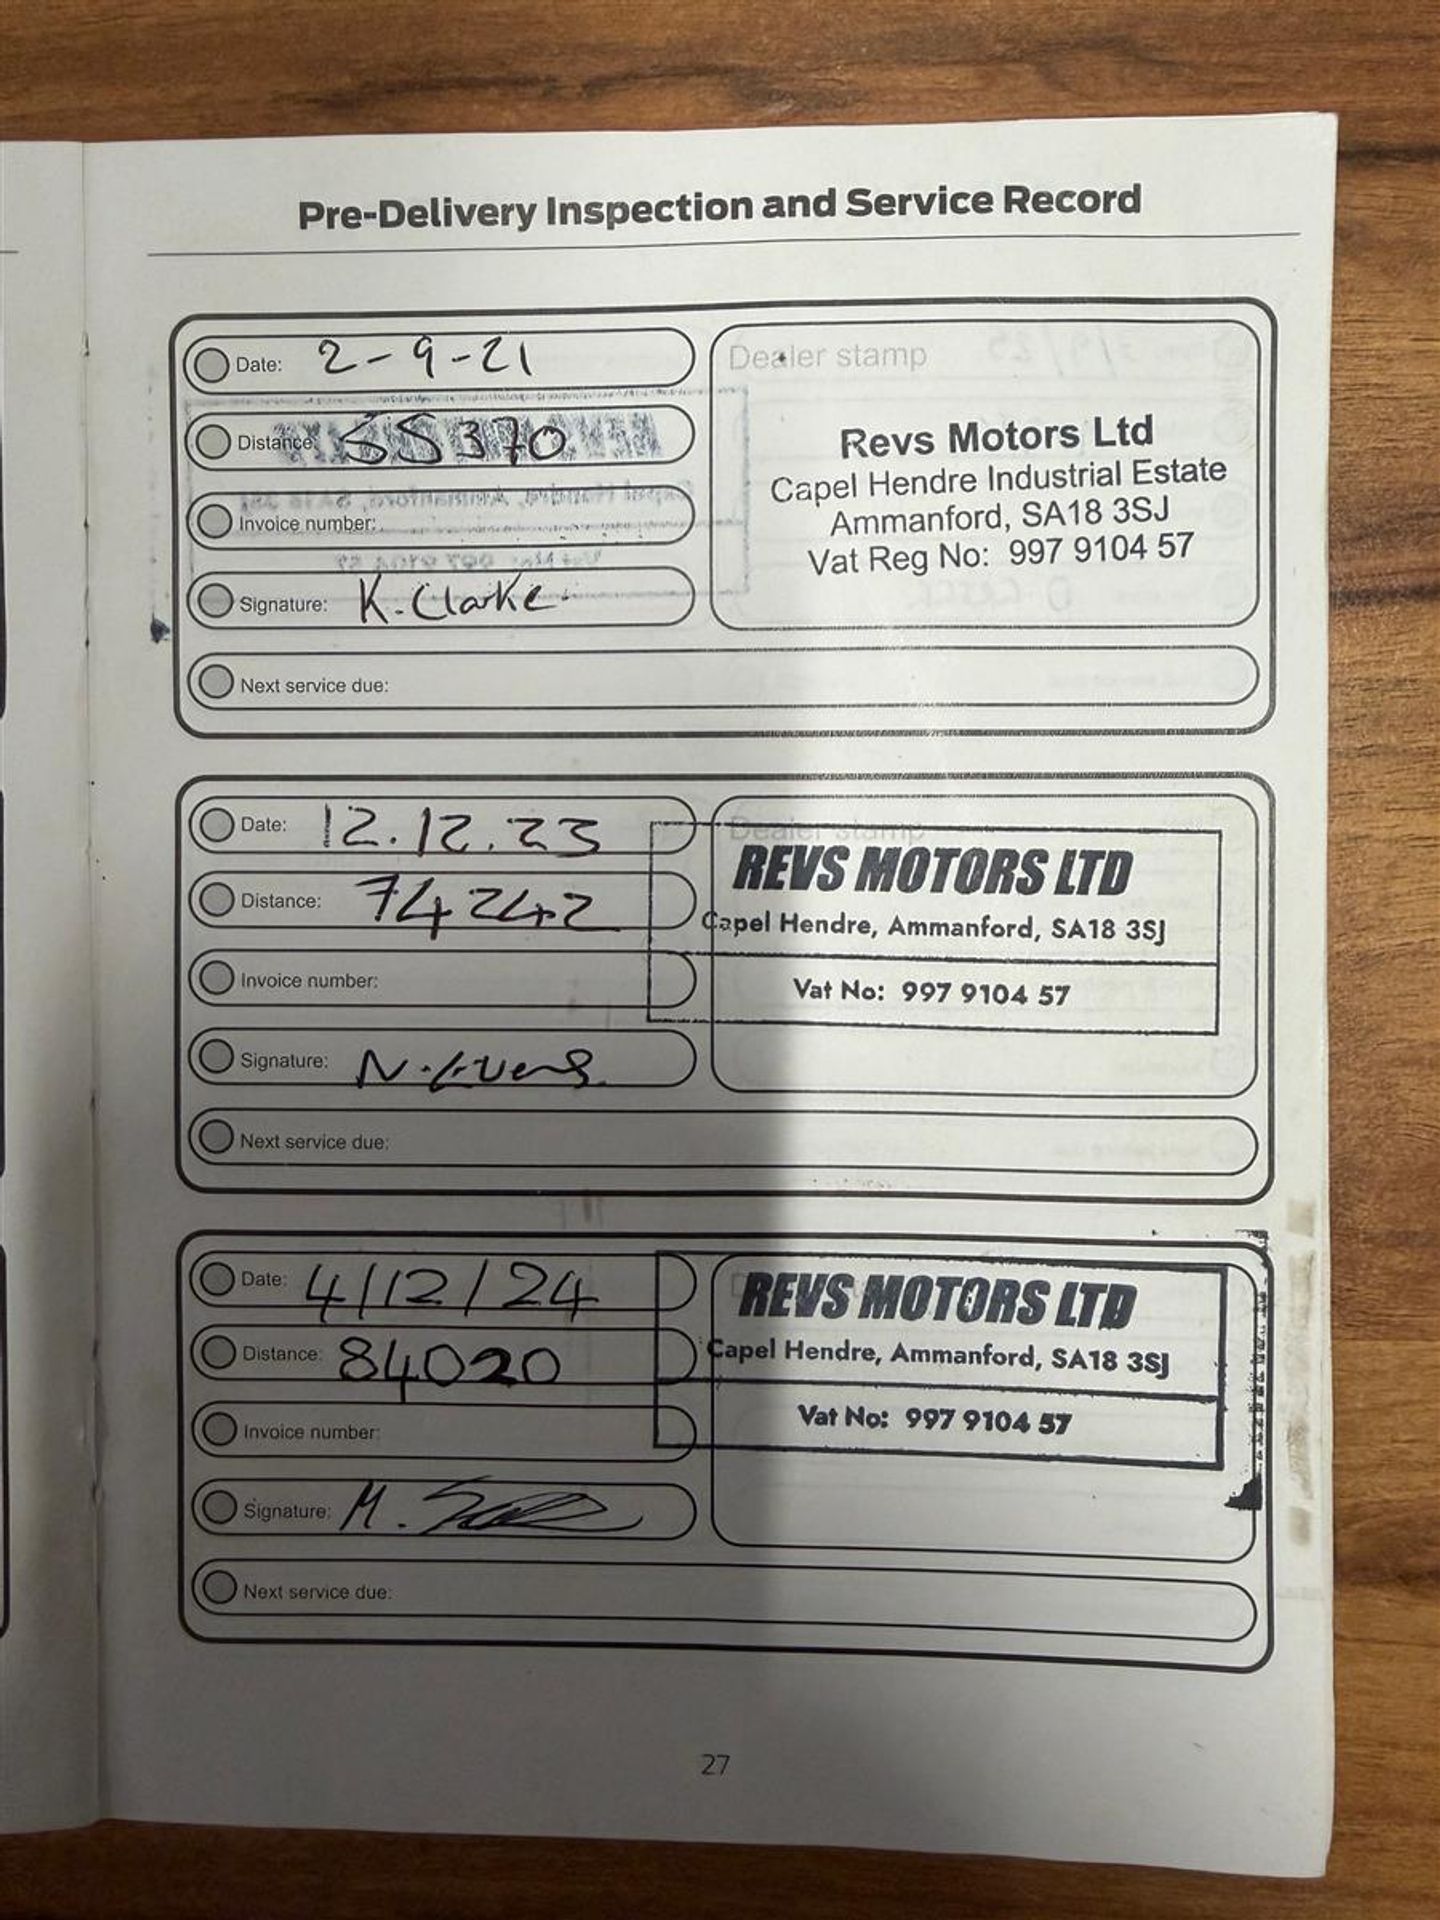 Pre-Delivery Inspection and Service Record
Date: 2-9-21
Distance: 55370
Invoice number:
Signature: K. Clarke
Next service due:
Dealer stamp
Revs Motors Ltd
Capel Hendre Industrial Estate
Ammanford, SA18 3SJ
Vat Reg No: 997 9104 57
Date: 12.12.23
Distance: 74242
Invoice number:
Signature: N. Evans
Next service due:
Dealer stamp
REVS MOTORS LTD
Capel Hendre, Ammanford, SA18 3SJ
Vat No: 997 9104 57
Date: 4/12/24
Distance: 84020
Invoice number:
Signature: M.
Next service due:
REVS MOTORS LTD
Capel Hendre, Ammanford, SA18 3SJ
Vat No: 997 9104 57
27